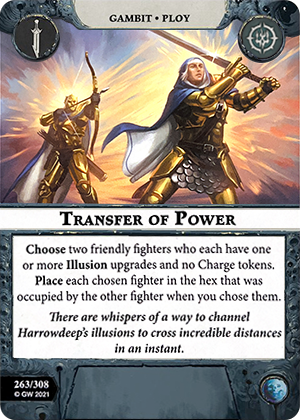 GAMBIT • PLOY
TRANSFER OF POWER
Choose two friendly fighters who each have one
or more Illusion upgrades and no Charge tokens.
Place each chosen fighter in the hex that was
occupied by the other fighter when you chose them.
There are whispers of a way to channel
Harrowdeep's illusions to cross incredible distances
in an instant.
263/308
© GW 2021